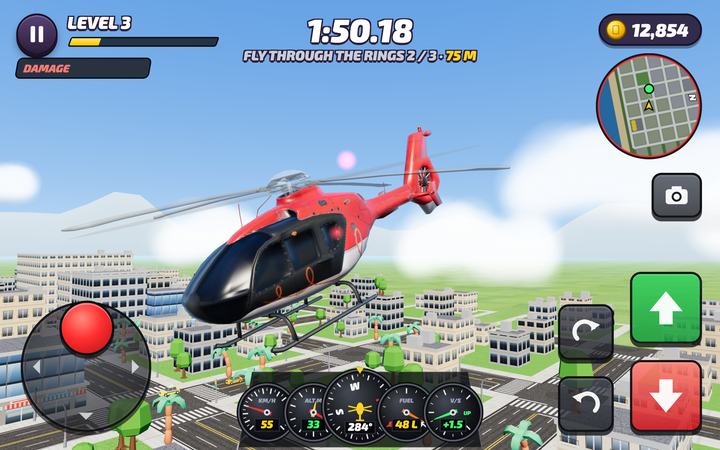 LEVEL 3
DAMAGE
1:50.18
FLY THROUGH THE RINGS 2 / 3 · 75 M
12,854
N
KM/H
55
ALT.M
33
W
S
284°
FUEL
48 L
V/S
UP
+1.5